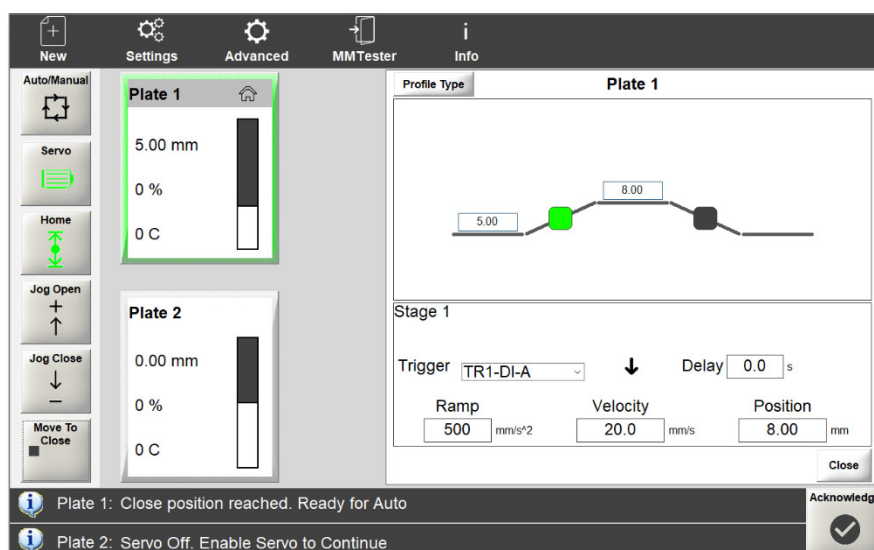 New Settings Advanced MMTester Info
Auto/Manual
Servo
Home
Jog Open
+
Jog Close
−
Move To
Close
Plate 1
5.00 mm
0 %
0 C
Plate 2
0.00 mm
0 %
0 C
Profile Type Plate 1
8.00
5.00
Stage 1
Trigger TR1-DI-A Delay 0.0 s
Ramp Velocity Position
500 mm/s^2 20.0 mm/s 8.00 mm
Close
Plate 1: Close position reached. Ready for Auto
Plate 2: Servo Off. Enable Servo to Continue
Acknowledg